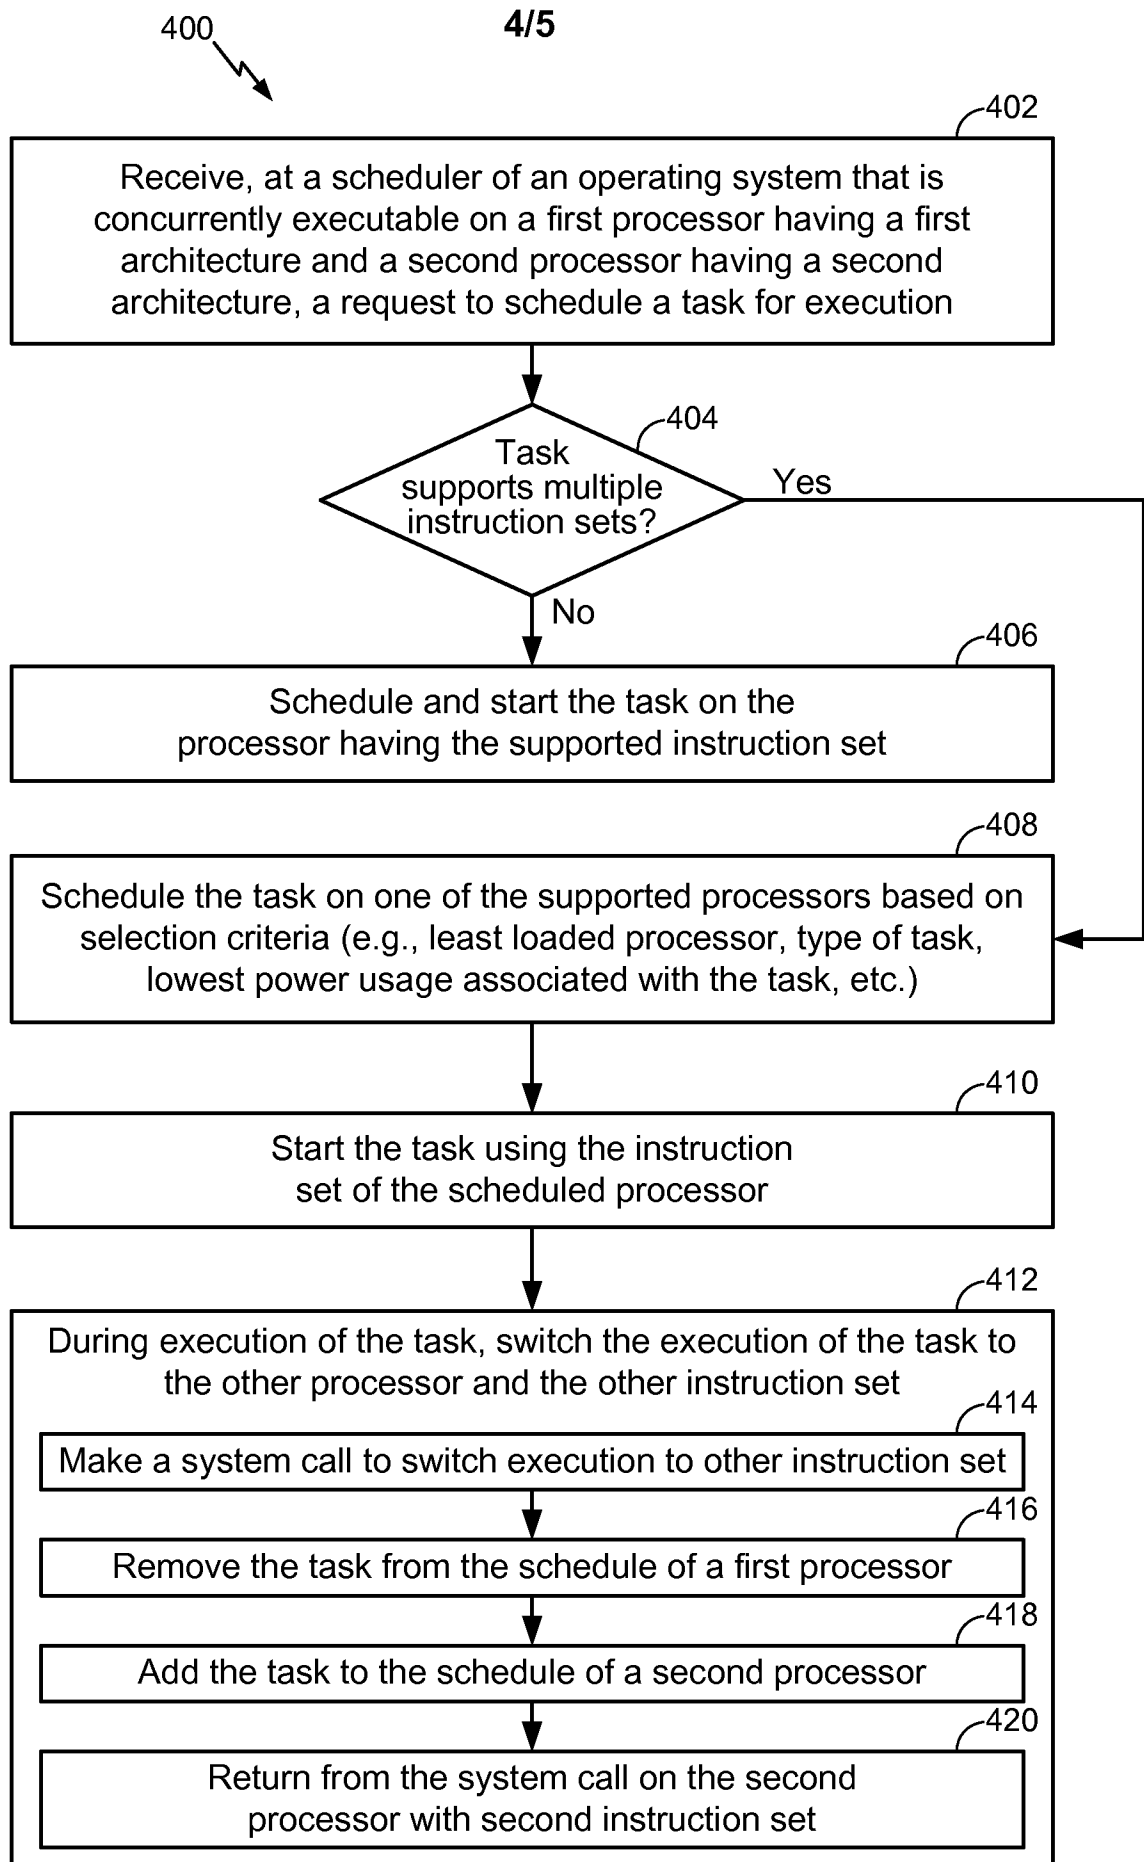 4/5
400
402
Receive, at a scheduler of an operating system that is
concurrently executable on a first processor having a first
architecture and a second processor having a second
architecture, a request to schedule a task for execution
404
Task
supports multiple
instruction sets?
Yes
No
406
Schedule and start the task on the
processor having the supported instruction set
408
Schedule the task on one of the supported processors based on
selection criteria (e.g., least loaded processor, type of task,
lowest power usage associated with the task, etc.)
410
Start the task using the instruction
set of the scheduled processor
412
During execution of the task, switch the execution of the task to
the other processor and the other instruction set
414
Make a system call to switch execution to other instruction set
416
Remove the task from the schedule of a first processor
418
Add the task to the schedule of a second processor
420
Return from the system call on the second
processor with second instruction set